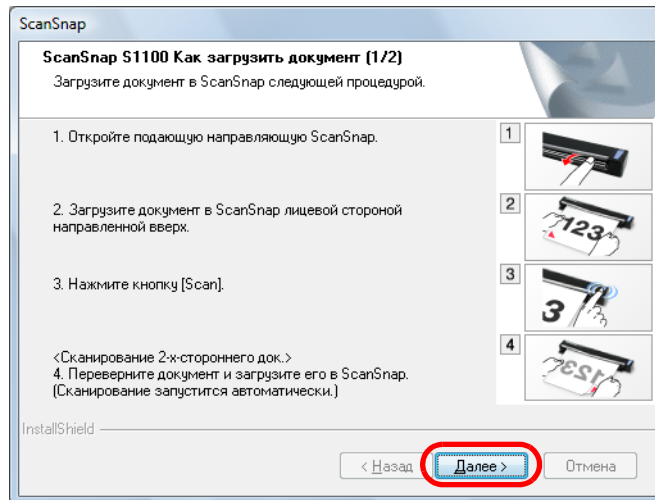 ScanSnap
ScanSnap S1100 Как загрузить документ (1/2)
Загрузите документ в ScanSnap следующей процедурой.
1. Откройте подающую направляющую ScanSnap.
1
2. Загрузите документ в ScanSnap лицевой стороной
направленной вверх.
2
123
3. Нажмите кнопку [Scan].
3
3
<Сканирование 2-х-стороннего док.>
4. Переверните документ и загрузите его в ScanSnap.
(Сканирование запустится автоматически.)
4
123
InstallShield
< Назад
Далее >
Отмена